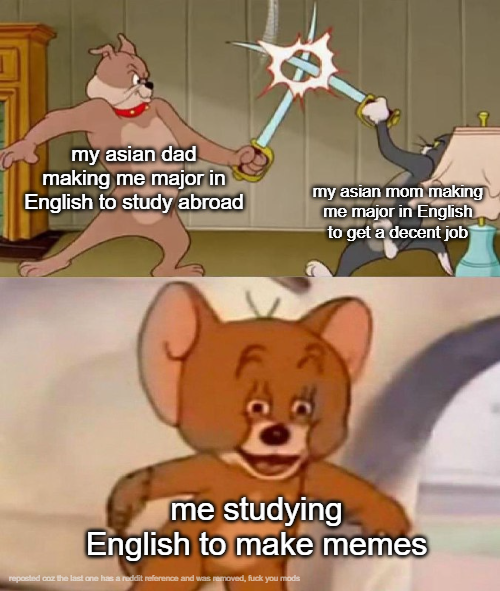 my asian dad
making me major in
English to study abroad
my asian mom making
me major in English
to get a decent job
me studying
English to make memes
reposted coz the last one has a reddit reference and was removed, fuck you mods